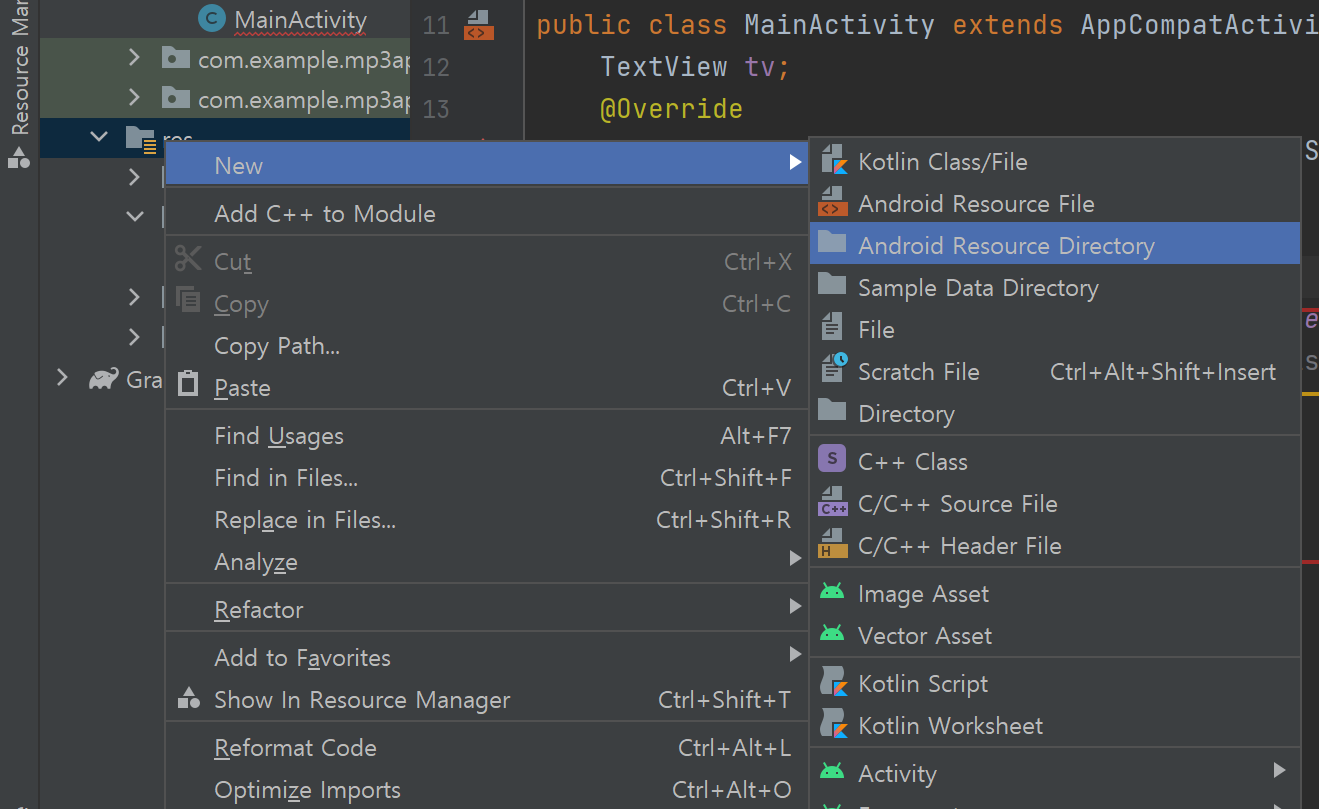 Resource Man
MainActivity
com.example.mp3ap
com.example.mp3ap
res
Gra
11 public class MainActivity extends AppCompatActivi
12 TextView tv;
13 @Override
S
e
s
New
Add C++ to Module
Cut Ctrl+X
Copy Ctrl+C
Copy Path...
Paste Ctrl+V
Find Usages Alt+F7
Find in Files... Ctrl+Shift+F
Replace in Files... Ctrl+Shift+R
Analyze
Refactor
Add to Favorites
Show In Resource Manager Ctrl+Shift+T
Reformat Code Ctrl+Alt+L
Optimize Imports Ctrl+Alt+O
Kotlin Class/File
Android Resource File
Android Resource Directory
Sample Data Directory
File
Scratch File Ctrl+Alt+Shift+Insert
Directory
C++ Class
C/C++ Source File
C/C++ Header File
Image Asset
Vector Asset
Kotlin Script
Kotlin Worksheet
Activity